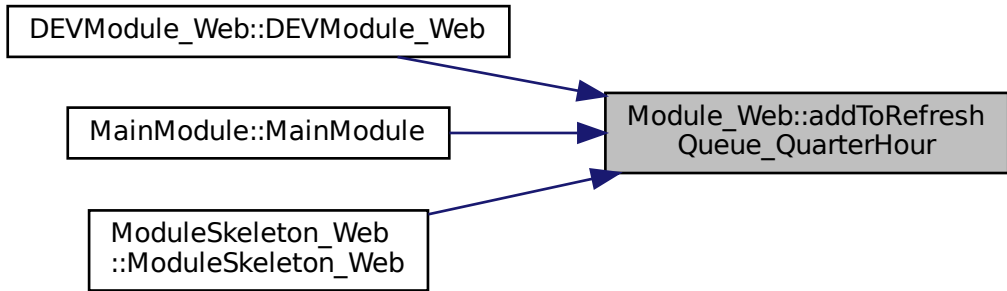 DEVModule_Web::DEVModule_Web
MainModule::MainModule
ModuleSkeleton_Web
::ModuleSkeleton_Web
Module_Web::addToRefresh
Queue_QuarterHour